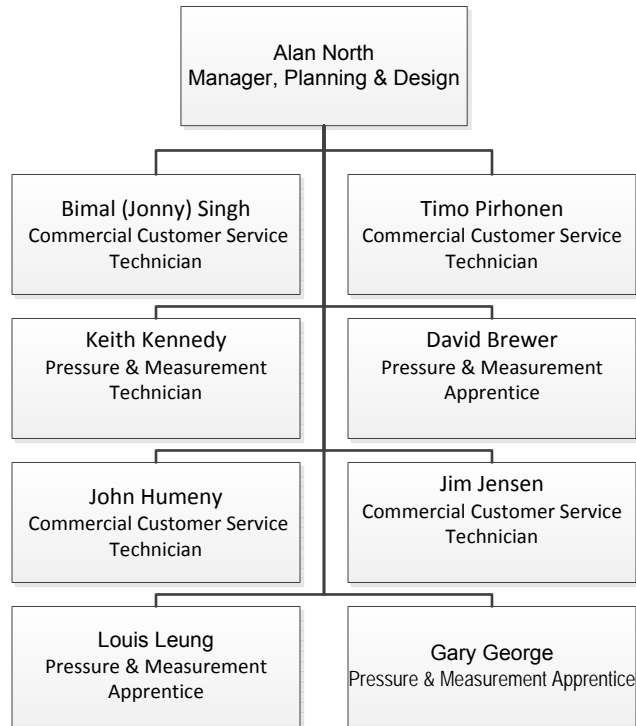 Alan North
Manager, Planning & Design
Bimal (Jonny) Singh
Commercial Customer Service
Technician
Timo Pirhonen
Commercial Customer Service
Technician
Keith Kennedy
Pressure & Measurement
Technician
David Brewer
Pressure & Measurement
Apprentice
John Humeny
Commercial Customer Service
Technician
Jim Jensen
Commercial Customer Service
Technician
Louis Leung
Pressure & Measurement
Apprentice
Gary George
Pressure & Measurement Apprentice